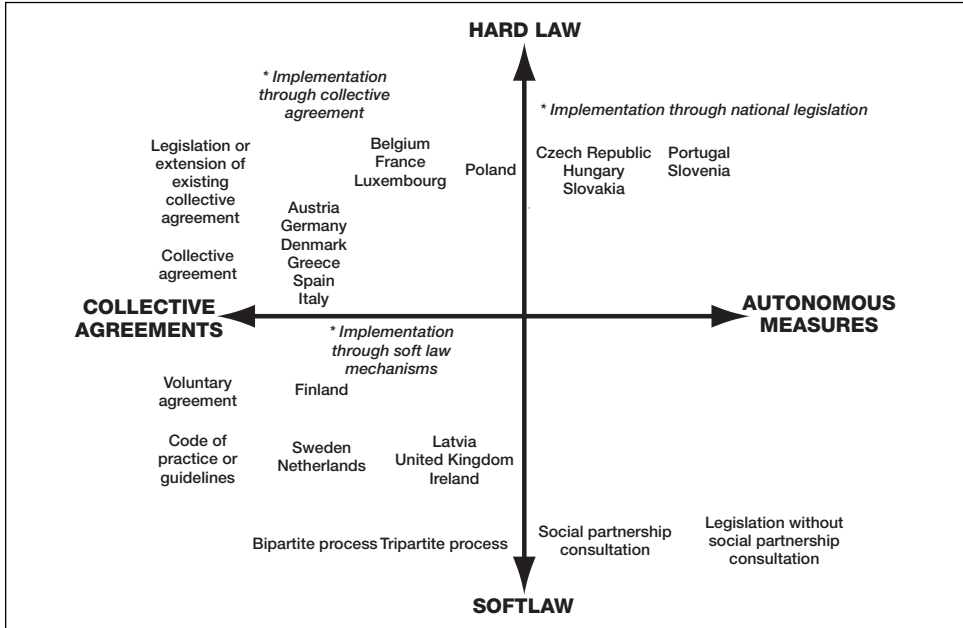 HARD LAW
* Implementation
through collective
agreement
* Implementation through national legislation
Legislation or
extension of
existing
collective
agreement
Belgium
France
Luxembourg
Poland
Czech Republic
Hungary
Slovakia
Portugal
Slovenia
Austria
Germany
Denmark
Greece
Spain
Italy
Collective
agreement
COLLECTIVE
AGREEMENTS
AUTONOMOUS
MEASURES
* Implementation
through soft law
mechanisms
Voluntary
agreement
Finland
Code of
practice or
guidelines
Sweden
Netherlands
Latvia
United Kingdom
Ireland
Bipartite process
Tripartite process
Social partnership
consultation
Legislation without
social partnership
consultation
SOFTLAW